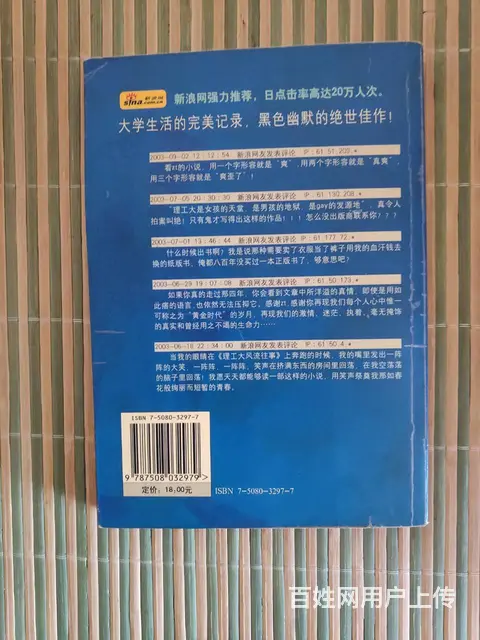 sina 新浪网
.com.cn
新浪网强力推荐，日点击率高达20万人次。
大学生活的完美记录，黑色幽默的绝世佳作！
2003-09-03 12:12:54 新浪网友发表评论 IP:61.51.203.*
看zt的小说，用一个字形容就是“爽”，用两个字形容就是“真爽”，
用三个字形容就是“爽歪了”！
2003-07-05 20:30:30 新浪网友发表评论 IP:61.190.208.*
“理工大是女孩的天堂，是男孩的地狱，是gay的发源地”，真令人
拍案叫绝！只有鬼才写得出这样的作品！！！怎么没出版商联系你？？
2003-07-01 13:46:44 新浪网友发表评论 IP:61.177.72.*
什么时候出书啊？我是说那种需要卖了衣服当了裤子用我的血汗钱去
换的纸版书，俺都八百年没买过一本正版书了，够意思吧？
2003-06-29 19:07:08 新浪网友发表评论 IP:61.50.173.*
如果你真的走过那四年，你会看到文章中所洋溢的真情，即使是用如
此痞的语言，也依然无法压抑它，感谢zt，感谢你再现我们每个人心中惟一
可称之为“黄金时代”的岁月，再现我们的激情、迷茫、执着、毫无掩饰
的真实和曾经用之不竭的生命力……
2003-06-18 22:34:00 新浪网友发表评论 IP:61.50.4.*
当我的眼睛在《理工大风流往事》上奔跑的时候，我的嘴里发出一阵
阵的大笑，一阵阵，一阵阵，笑声在挤满东西的房间里回荡，在我空荡荡
的脑子里回荡！我愿天天都能够读一部这样的小说，用笑声祭奠我那如春
花般绚丽而短暂的青春。
ISBN 7-5080-3297-7
9 787508 032979 >
定价：18.00元
ISBN 7-5080-3297-7
百姓网用户上传